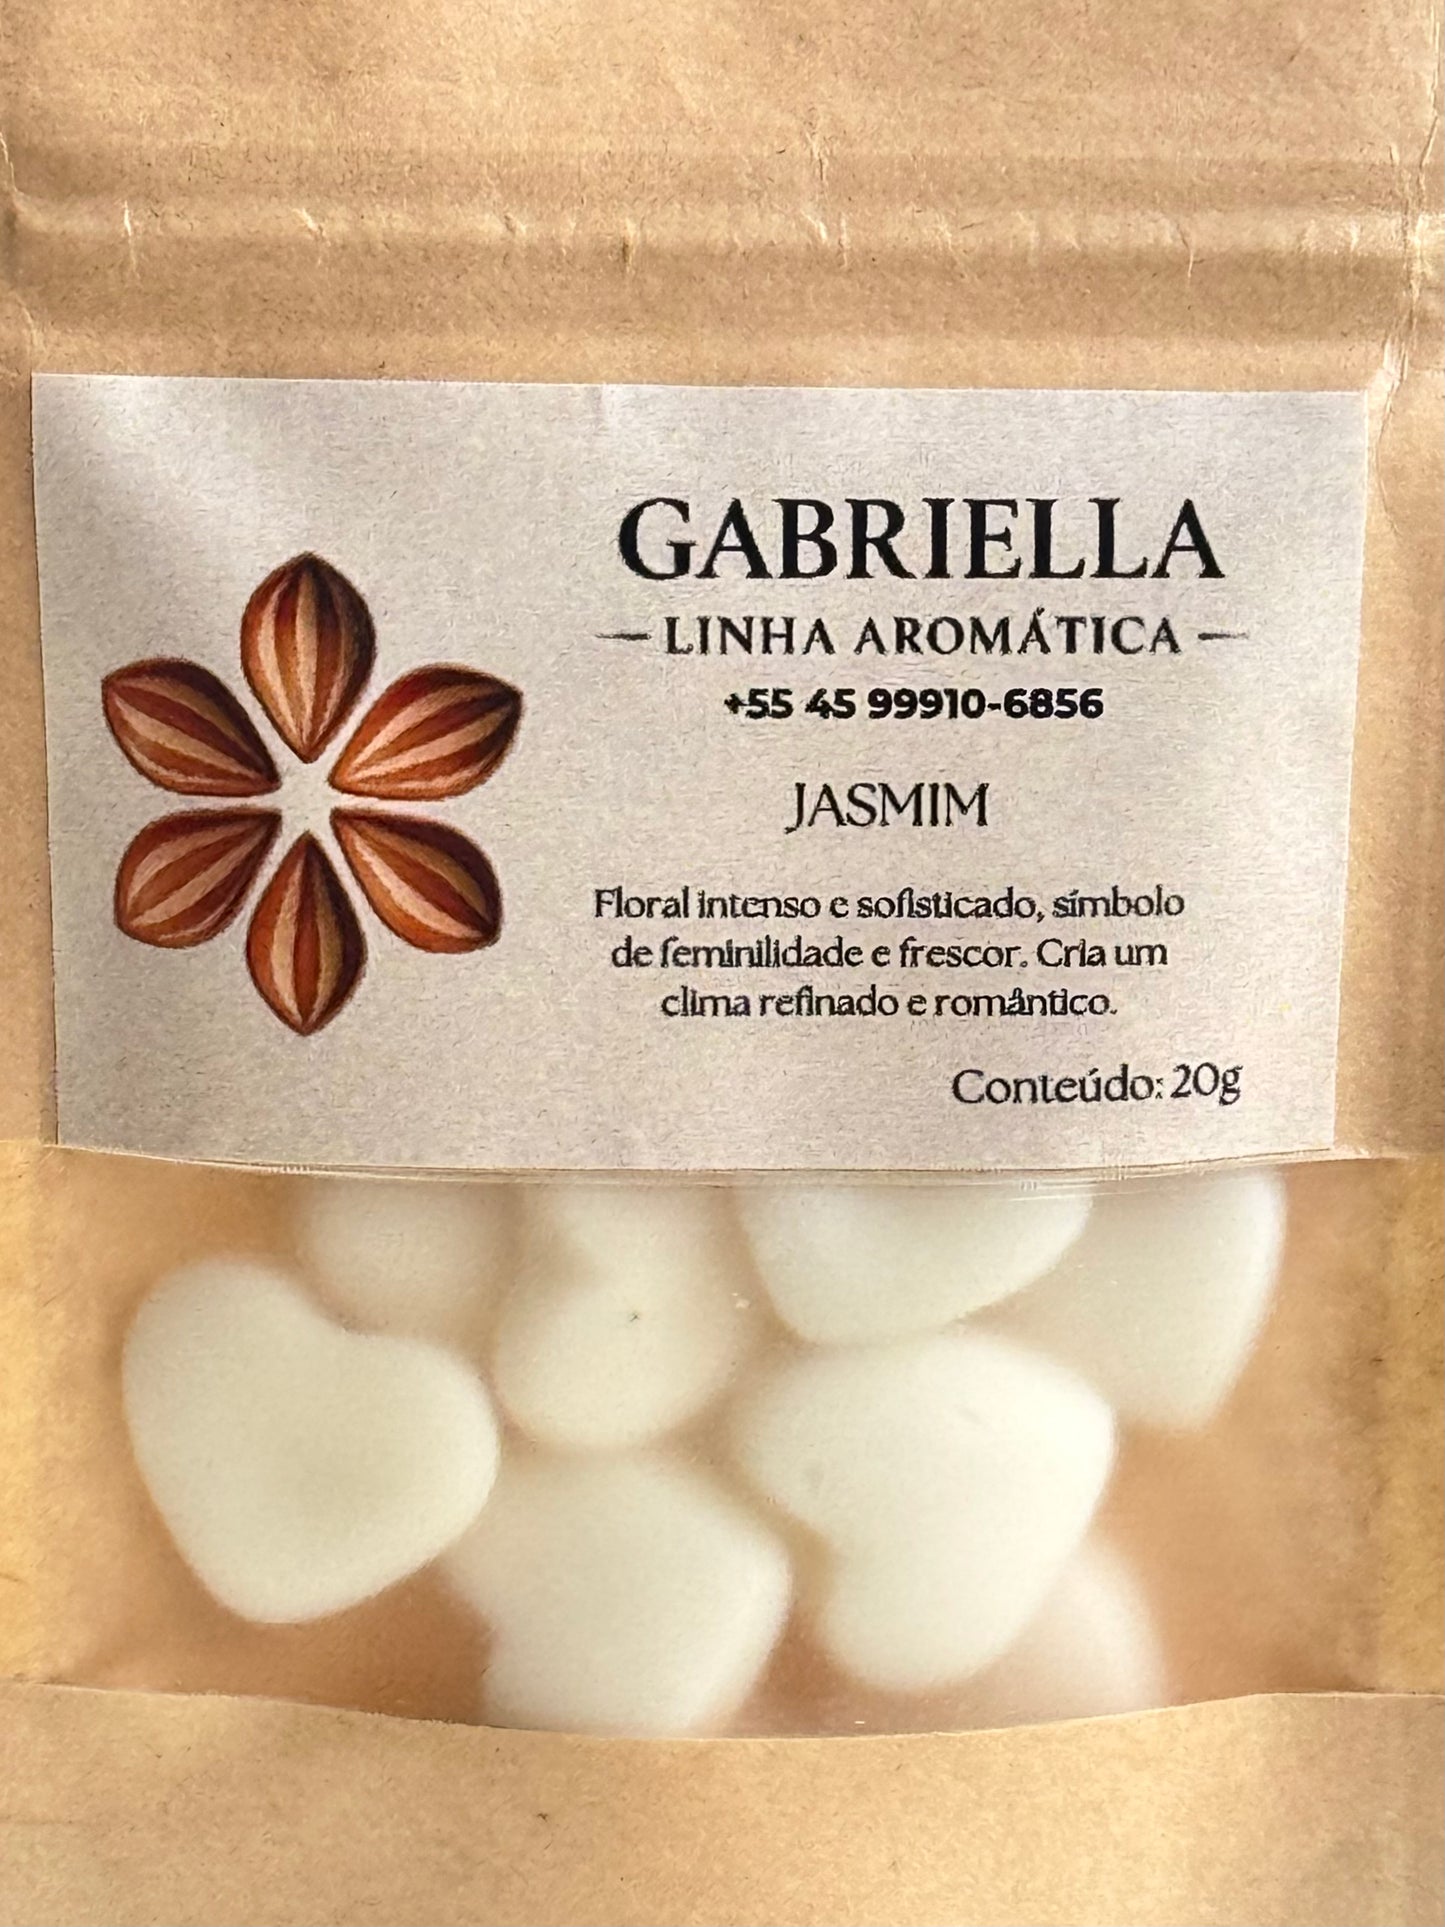 GABRIELLA
— LINHA AROMÁTICA —
+55 45 99910-6856
JASMIM
Floral intenso e sofisticado, símbolo
de feminilidade e frescor. Cria um
clima refinado e romântico.
Conteúdo: 20g